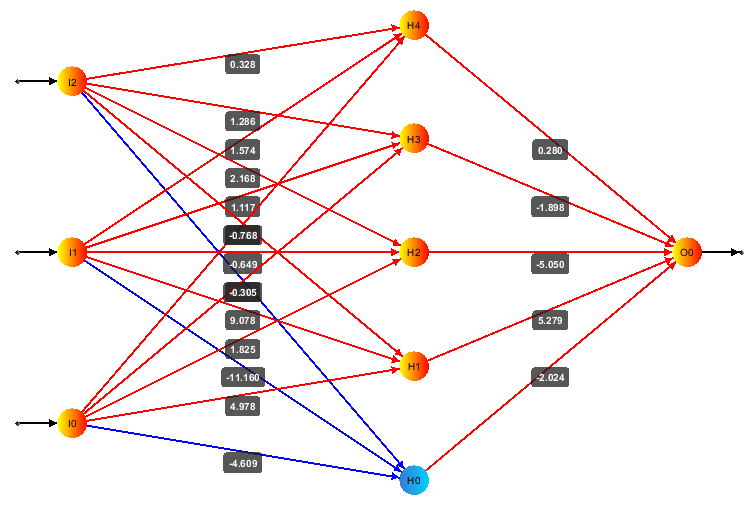 H4
0.328
I2
1.286
H3
1.574
0.280
2.168
1.117
-1.898
-0.768
I1
H2
O0
-0.649
-5.050
-0.305
9.078
5.279
1.825
H1
-11.160
-2.024
4.978
I0
-4.609
H0